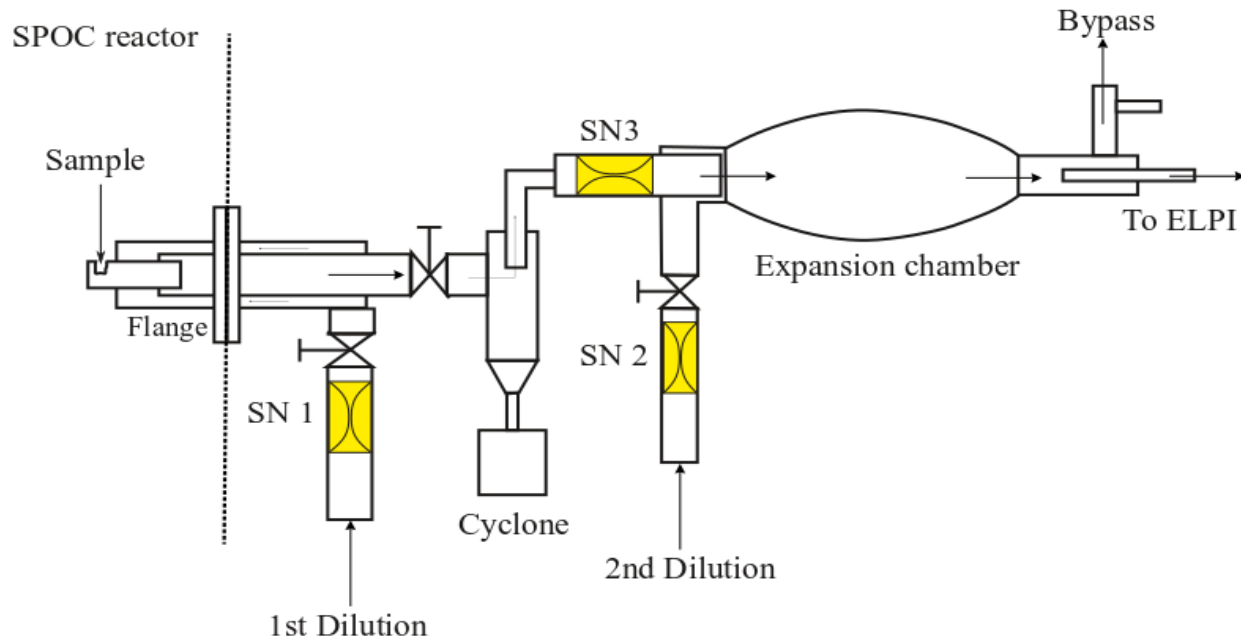 Bypass
SPOC reactor
SN3
Sample
To ELPI
Expansion chamber
Flange
SN 2
SN 1
Cyclone
2nd Dilution
1st Dilution